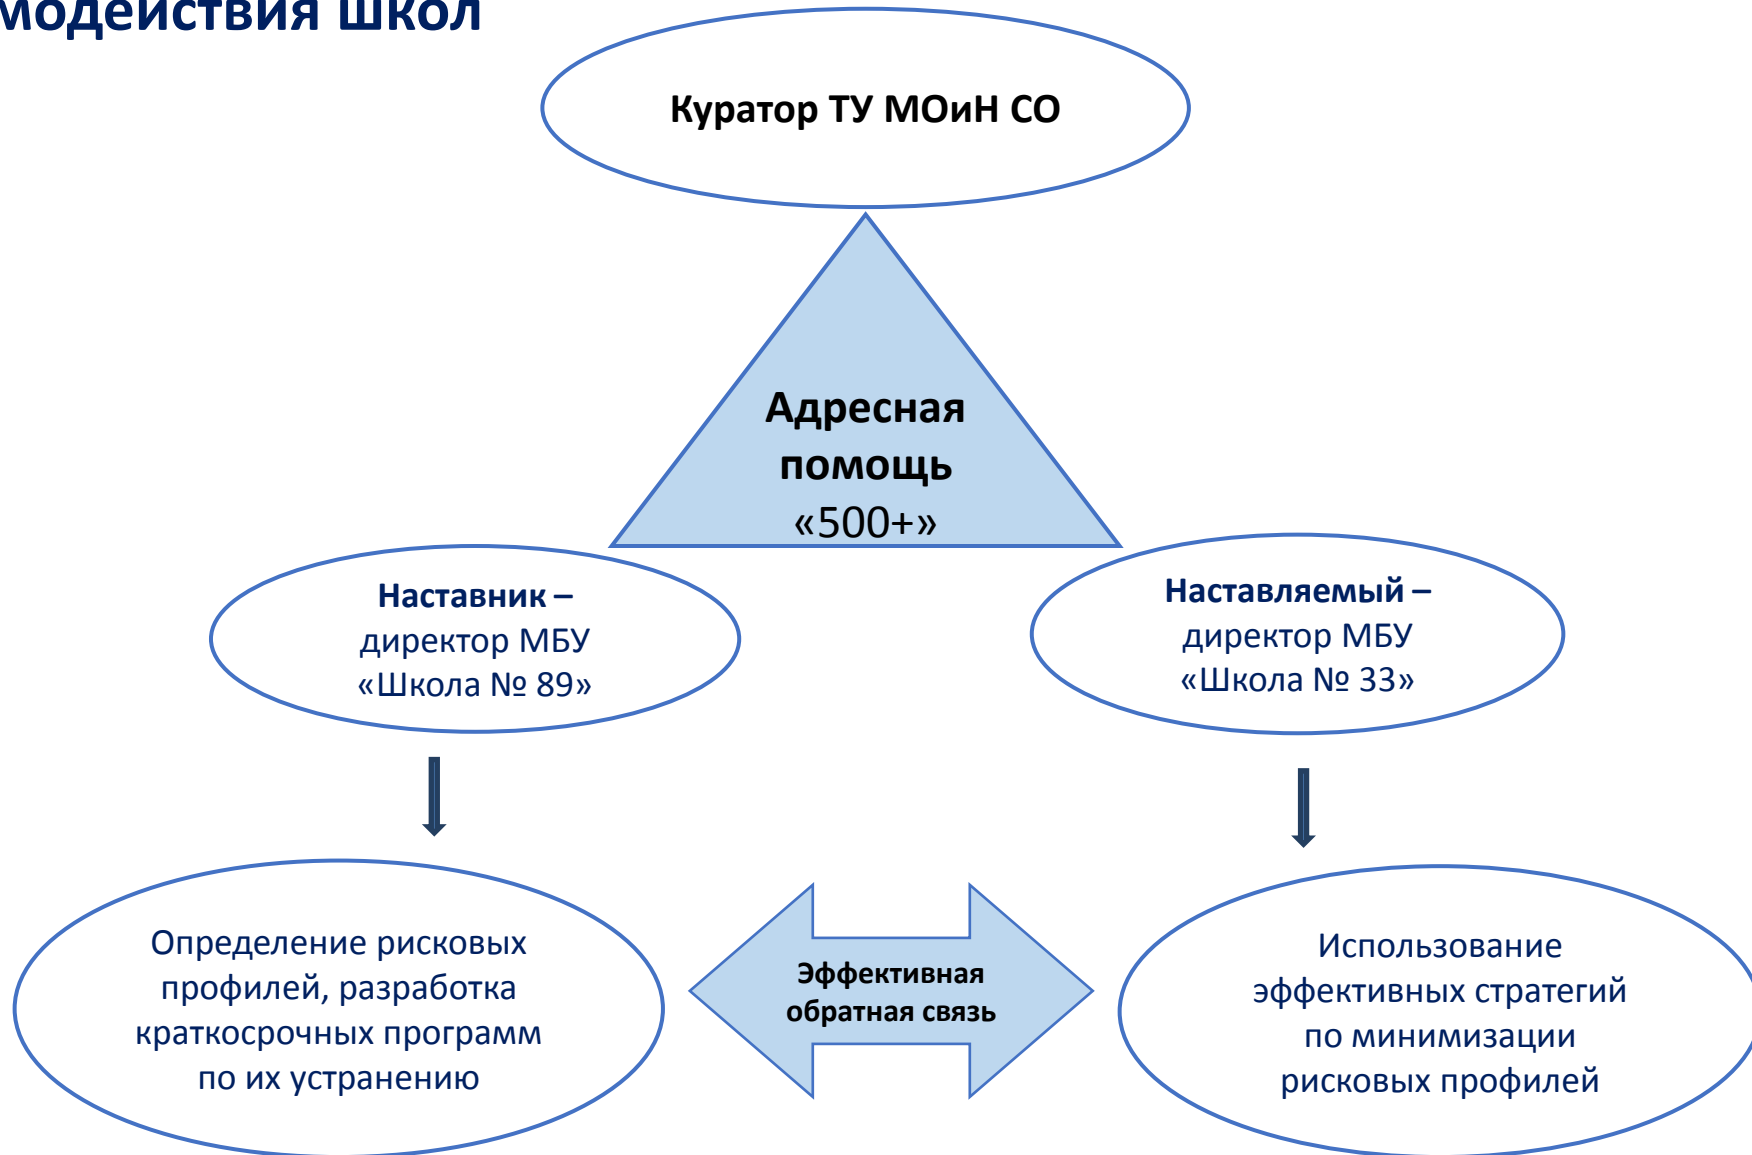 модействия школ
Куратор ТУ МОиН СО
Адресная
помощь
«500+»
Наставник –
директор МБУ
«Школа № 89»
Наставляемый –
директор МБУ
«Школа № 33»
Определение рисковых
профилей, разработка
краткосрочных программ
по их устранению
Эффективная
обратная связь
Использование
эффективных стратегий
по минимизации
рисковых профилей